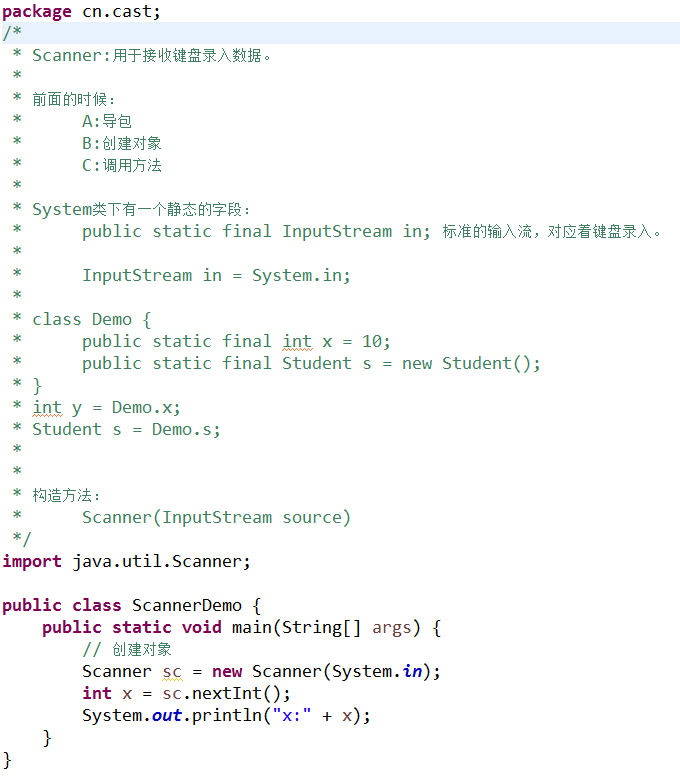 package cn.cast;
/*
 * Scanner:用于接收键盘录入数据。
 *
 * 前面的时候：
 *      A:导包
 *      B:创建对象
 *      C:调用方法
 *
 * System类下有一个静态的字段：
 *      public static final InputStream in; 标准的输入流，对应着键盘录入。
 *
 *      InputStream in = System.in;
 *
 * class Demo {
 *      public static final int x = 10;
 *      public static final Student s = new Student();
 * }
 * int y = Demo.x;
 * Student s = Demo.s;
 *
 *
 * 构造方法：
 *      Scanner(InputStream source)
 */
import java.util.Scanner;

public class ScannerDemo {
    public static void main(String[] args) {
        // 创建对象
        Scanner sc = new Scanner(System.in);
        int x = sc.nextInt();
        System.out.println("x:" + x);
    }
}